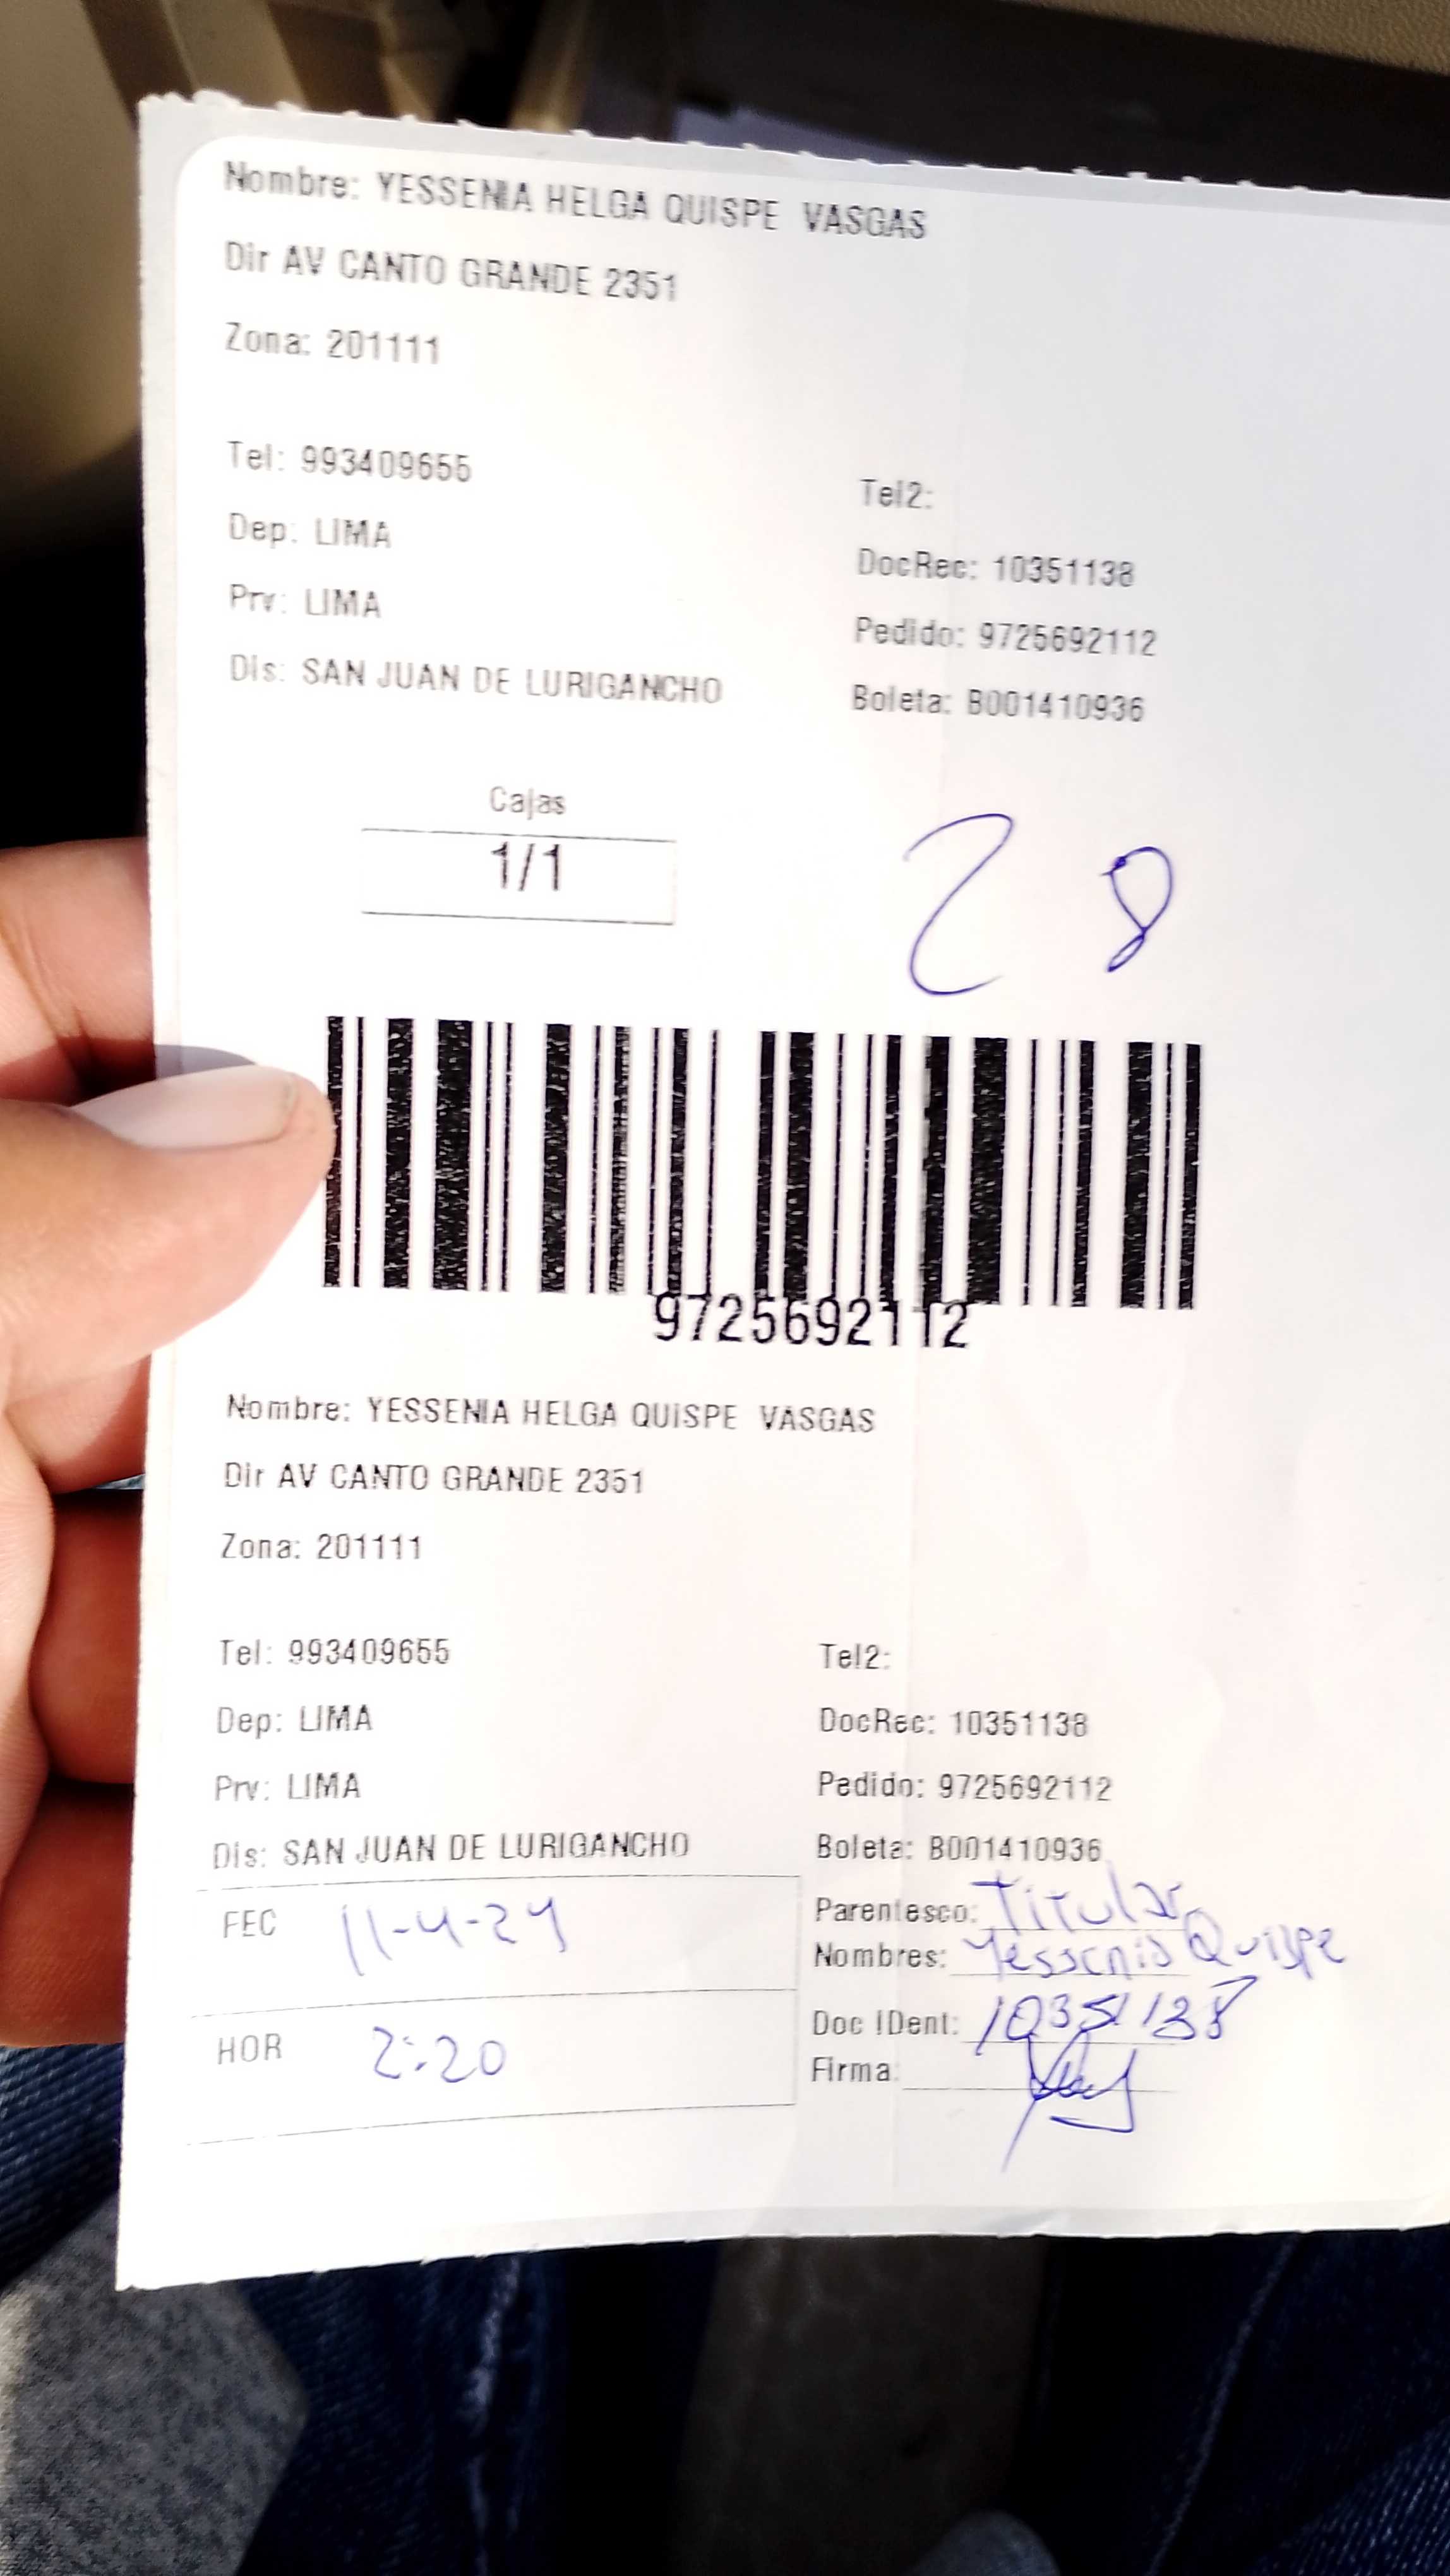 Nombre: YESSENIA HELGA QUISPE VASGAS
Dir AV CANTO GRANDE 2351
Zona: 201111
Tel: 993409655
Tel2:
Dep: LIMA
DocRec: 10351138
Prv: LIMA
Pedido: 9725692112
Dis: SAN JUAN DE LURIGANCHO
Boleta: B001410936
Cajas
1/1
28
9725692112
Nombre: YESSENIA HELGA QUISPE VASGAS
Dir AV CANTO GRANDE 2351
Zona: 201111
Tel: 993409655
Tel2:
Dep: LIMA
DocRec: 10351138
Prv: LIMA
Pedido: 9725692112
Dis: SAN JUAN DE LURIGANCHO
Boleta: B001410936
FEC 11-4-24
Parentesco: Titular
Nombres: Yessenia Quispe
HOR 2:20
Doc IDent: 10351138
Firma: